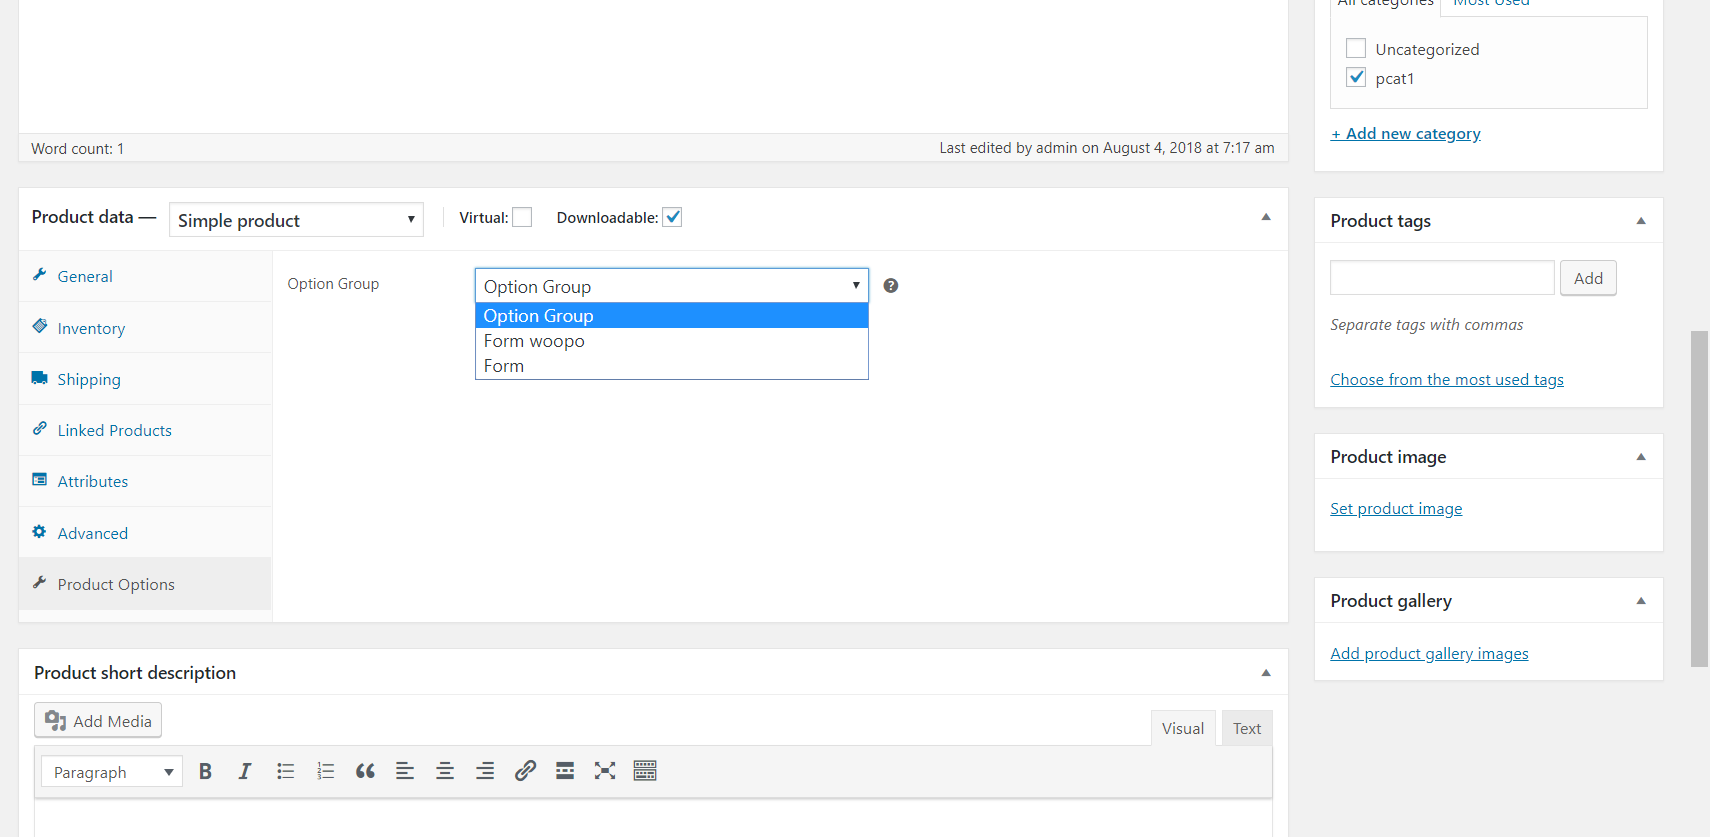 All categories
Most Used
Uncategorized
pcat1
+ Add new category
Word count: 1
Last edited by admin on August 4, 2018 at 7:17 am
Product data —
Simple product
Virtual:
Downloadable:
General
Inventory
Shipping
Linked Products
Attributes
Advanced
Product Options
Option Group
Option Group
Option Group
Form woopo
Form
Product tags
Add
Separate tags with commas
Choose from the most used tags
Product image
Set product image
Product gallery
Add product gallery images
Product short description
Add Media
Visual
Text
Paragraph